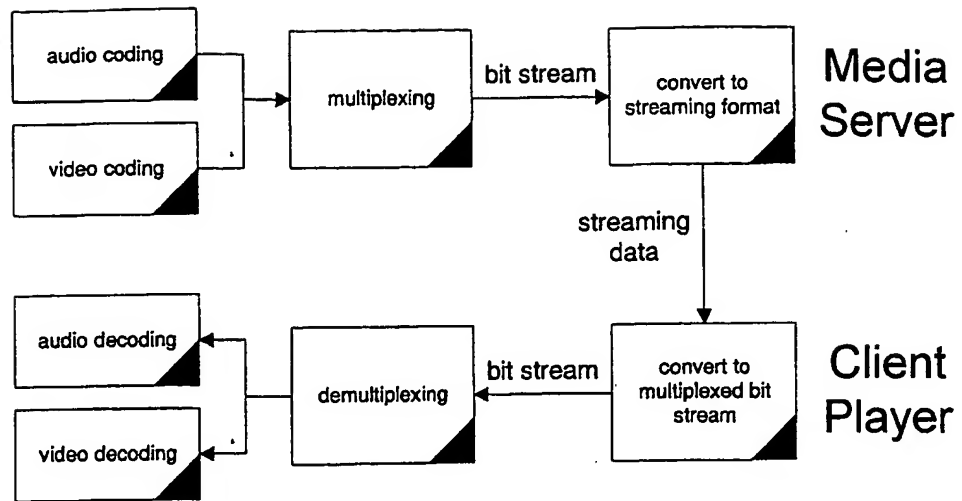 audio coding
video coding
multiplexing
bit stream
convert to
streaming format
Media
Server
streaming
data
audio decoding
video decoding
demultiplexing
bit stream
convert to
multiplexed bit
stream
Client
Player